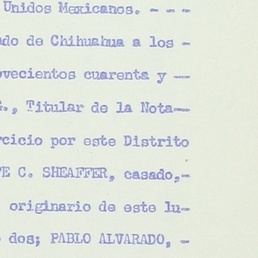 Unidos Mexicanos. - - -
do de Chihuahua a los -
ovecientos cuarenta y —
., Titular de la Nota—
rcicio por este Distrito
E C. SHEAFFER, casado,-
originario de este lu-
dos; PABLO ALVARADO, -